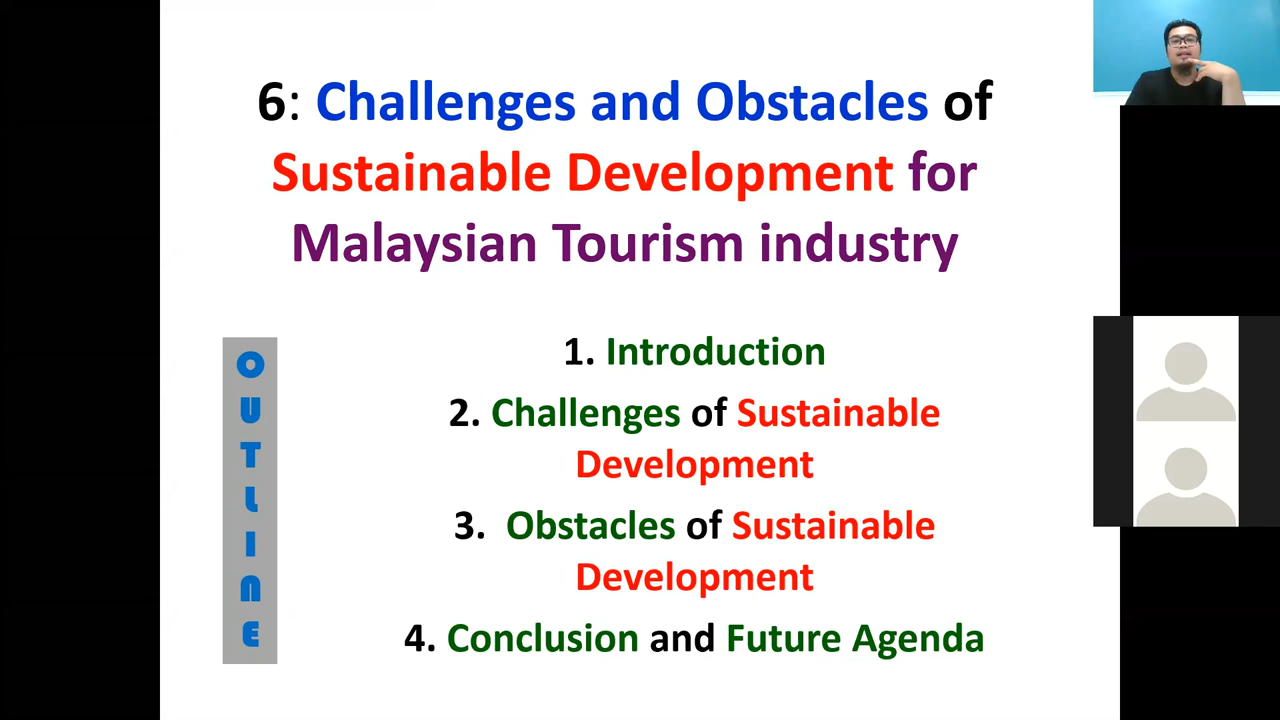 6: Challenges and Obstacles of
Sustainable Development for
Malaysian Tourism industry
OUTLINE
1. Introduction
2. Challenges of Sustainable
Development
3. Obstacles of Sustainable
Development
4. Conclusion and Future Agenda